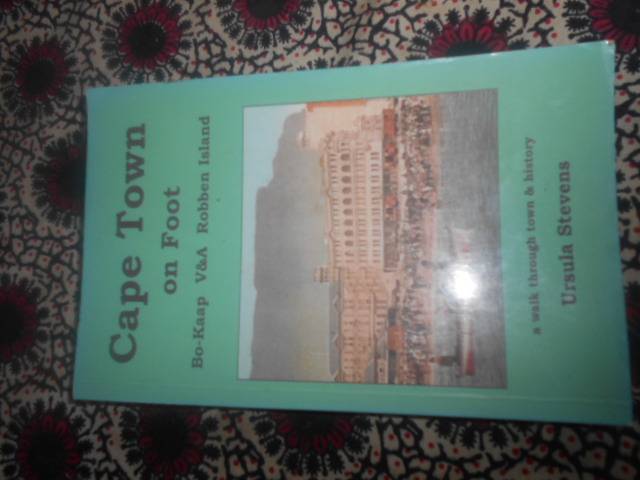 Cape Town
on Foot
Bo-Kaap V&A Robben Island
a walk through town & history
Ursula Stevens